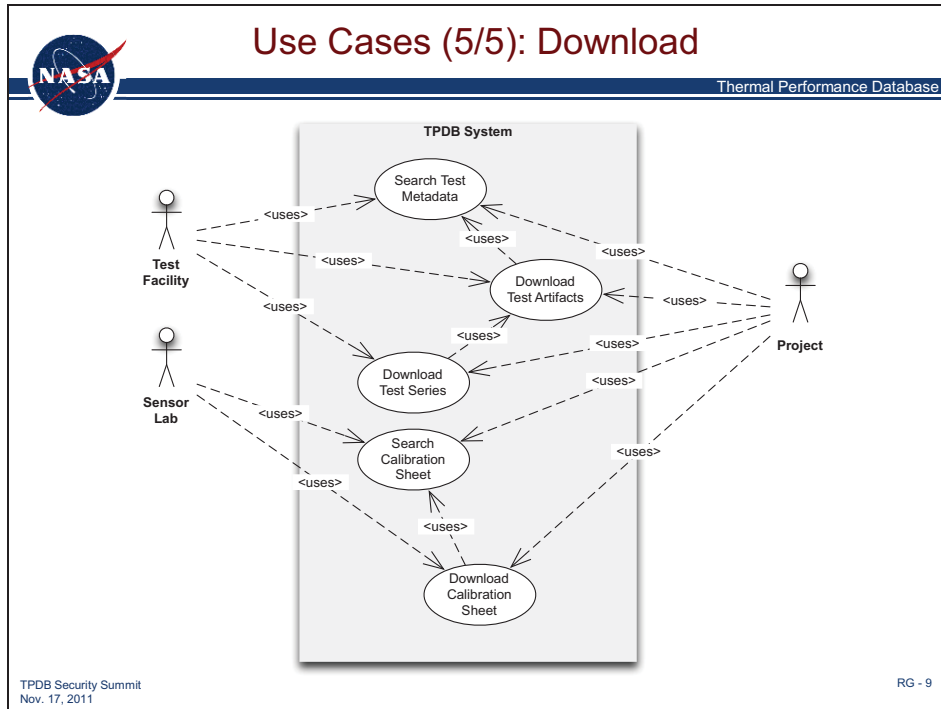 Use Cases (5/5): Download
NASA
Thermal Performance Database
TPDB System
Search Test
Metadata
<uses>
<uses>
<uses>
<uses>
Test
Facility
Download
Test Artifacts
<uses>
<uses>
<uses>
Project
<uses>
Download
Test Series
<uses>
Sensor
Lab
<uses>
Search
Calibration
Sheet
<uses>
<uses>
<uses>
Download
Calibration
Sheet
TPDB Security Summit
Nov. 17, 2011
RG - 9